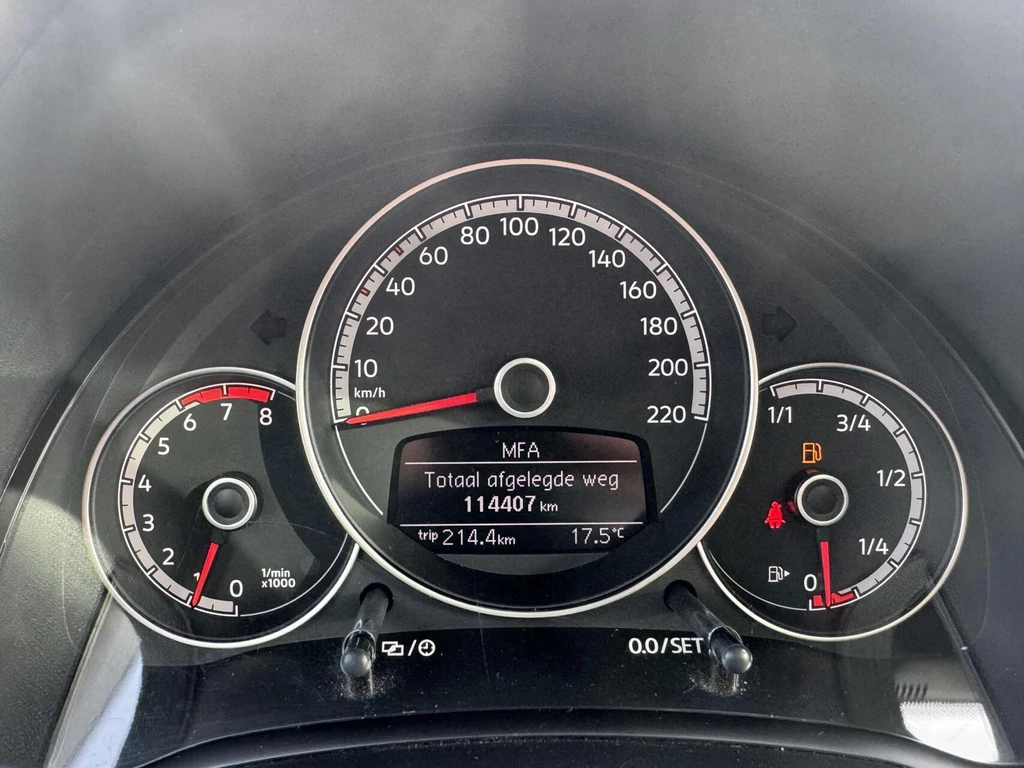 100
80 120
60 140
40 160
20 180
10 200
km/h
0 220
MFA
Totaal afgelegde weg
114407 km
trip 214.4 km 17.5 °C
7
6 8
5
4
3
2
1 0
1/min
x1000
1/1 3/4
1/2
1/4
0
/
0.0/SET